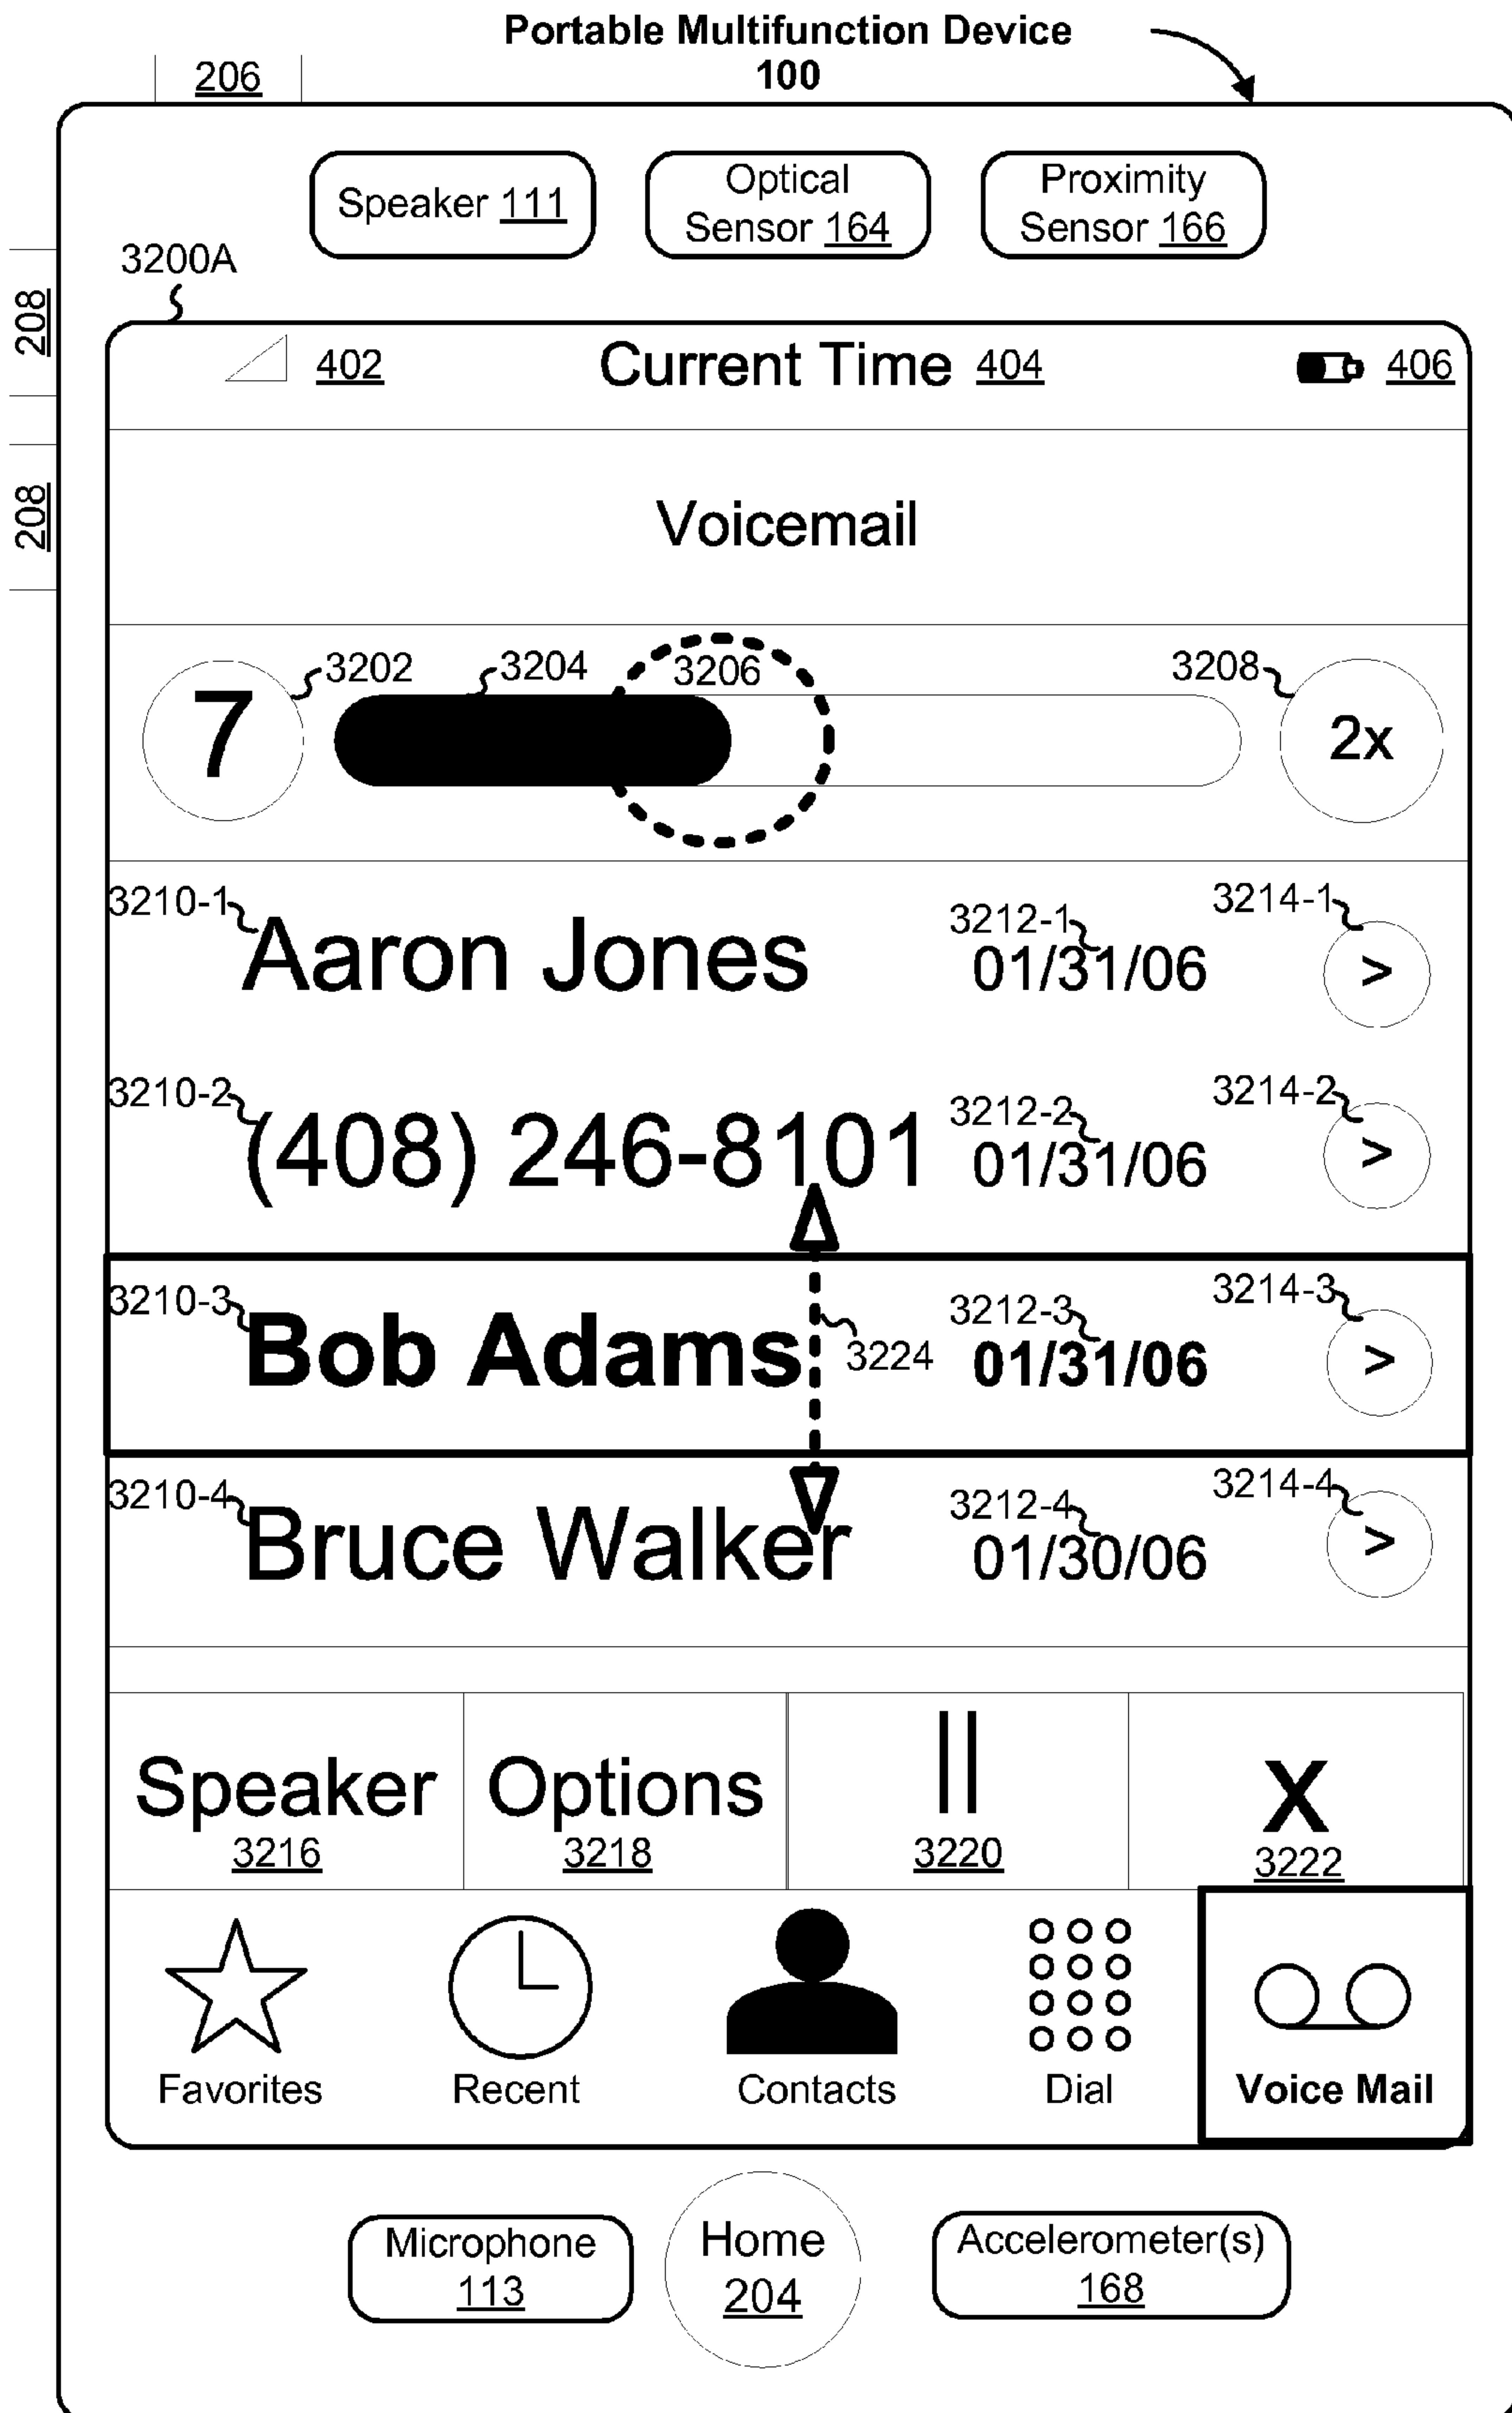 Portable Multifunction Device
100
206
Speaker 111
Optical
Sensor 164
Proximity
Sensor 166
3200A
208
208
402
Current Time 404
406
Voicemail
7
3202
3204
3206
3208
2x
3210-1
Aaron Jones
3212-1
01/31/06
3214-1
>
3210-2
(408) 246-8101
3212-2
01/31/06
3214-2
>
3210-3
Bob Adams
3224
3212-3
01/31/06
3214-3
>
3210-4
Bruce Walker
3212-4
01/30/06
3214-4
>
Speaker
3216
Options
3218
||
3220
X
3222
Favorites
Recent
Contacts
Dial
Voice Mail
Microphone
113
Home
204
Accelerometer(s)
168